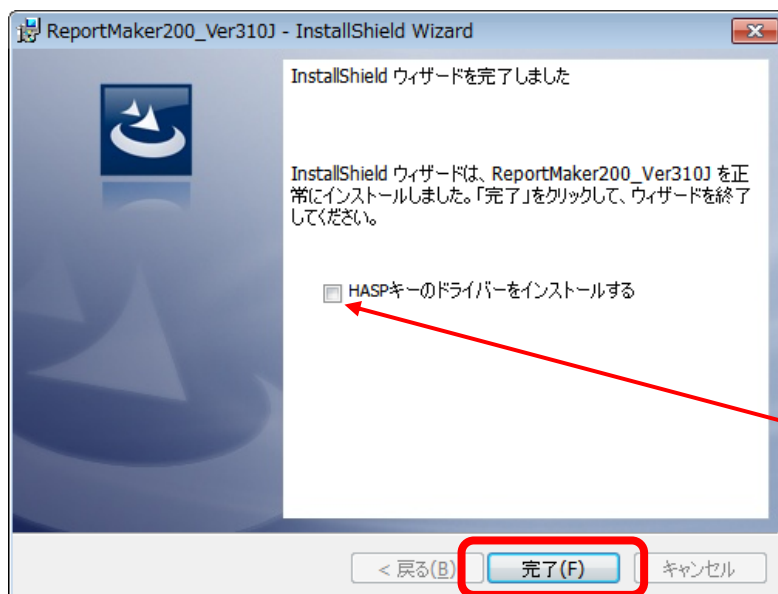 ReportMaker200_Ver310J - InstallShield Wizard
InstallShield ウィザードを完了しました
InstallShield ウィザードは、ReportMaker200_Ver310J を正
常にインストールしました。「完了」をクリックして、ウィザードを終了
してください。
HASPキーのドライバーをインストールする
< 戻る(B)
完了(F)
キャンセル